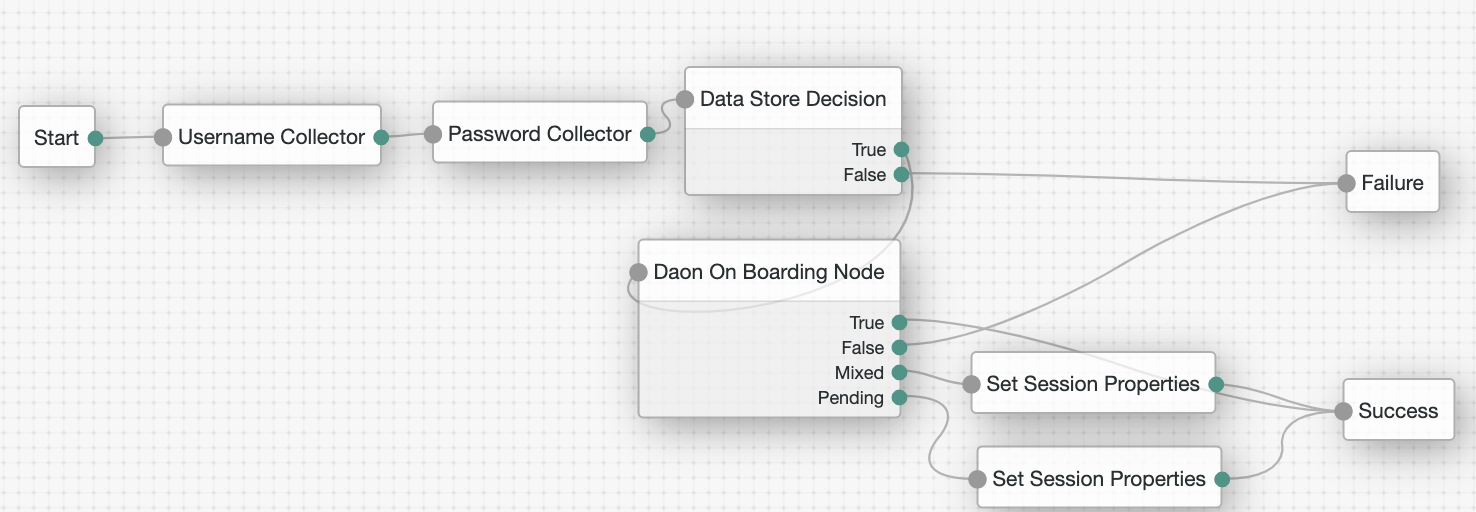 Start
Username Collector
Password Collector
Data Store Decision
True
False
Failure
Daon On Boarding Node
True
False
Mixed
Pending
Set Session Properties
Success
Set Session Properties